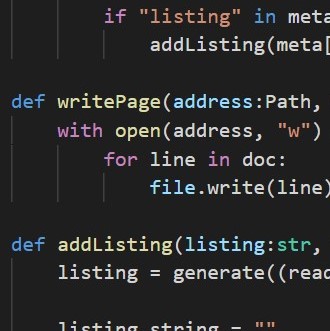 if "listing" in meta
addListing(meta[
def writePage(address:Path,
with open(address, "w")
for line in doc:
file.write(line)
def addListing(listing:str,
listing = generate((read
listing_string = ""